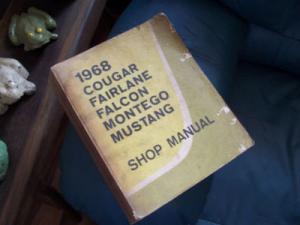 1968
COUGAR
FAIRLANE
FALCON
MONTEGO
MUSTANG
SHOP MANUAL